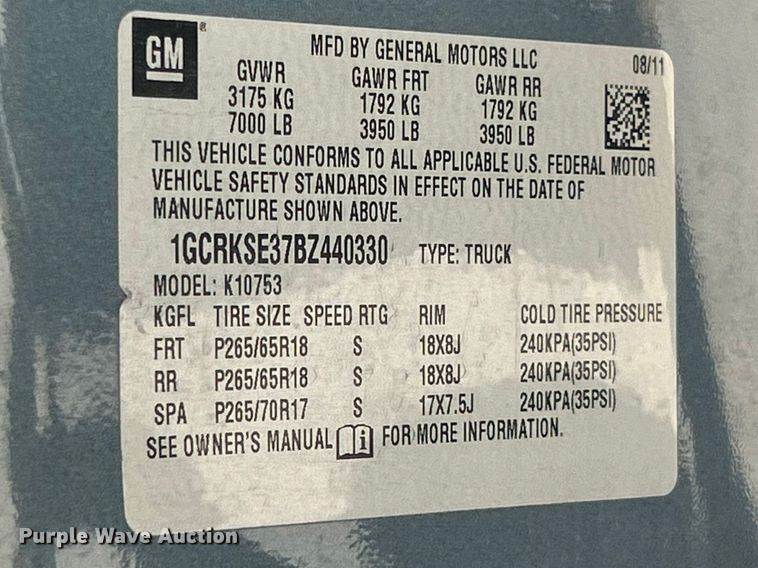 GM®
MFD BY GENERAL MOTORS LLC 08/11
GVWR GAWR FRT GAWR RR
3175 KG 1792 KG 1792 KG
7000 LB 3950 LB 3950 LB
THIS VEHICLE CONFORMS TO ALL APPLICABLE U.S. FEDERAL MOTOR
VEHICLE SAFETY STANDARDS IN EFFECT ON THE DATE OF
MANUFACTURE SHOWN ABOVE.
1GCRKSE37BZ440330 TYPE: TRUCK
MODEL: K10753
KGFL TIRE SIZE SPEED RTG RIM COLD TIRE PRESSURE
FRT P265/65R18 S 18X8J 240KPA(35PSI)
RR P265/65R18 S 18X8J 240KPA(35PSI)
SPA P265/70R17 S 17X7.5J 240KPA(35PSI)
SEE OWNER'S MANUAL i FOR MORE INFORMATION.
Purple Wave Auction